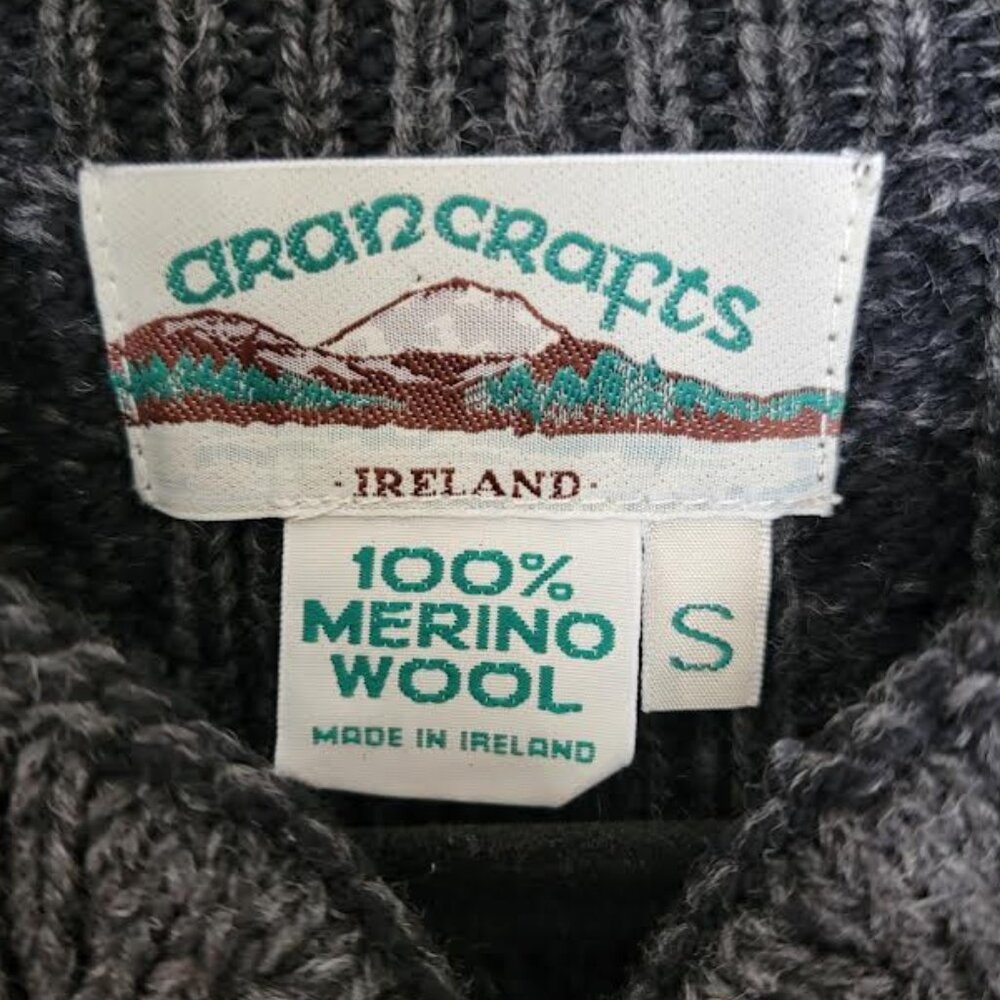 aran crafts
·IRELAND·
100%
MERINO
WOOL
MADE IN IRELAND
S